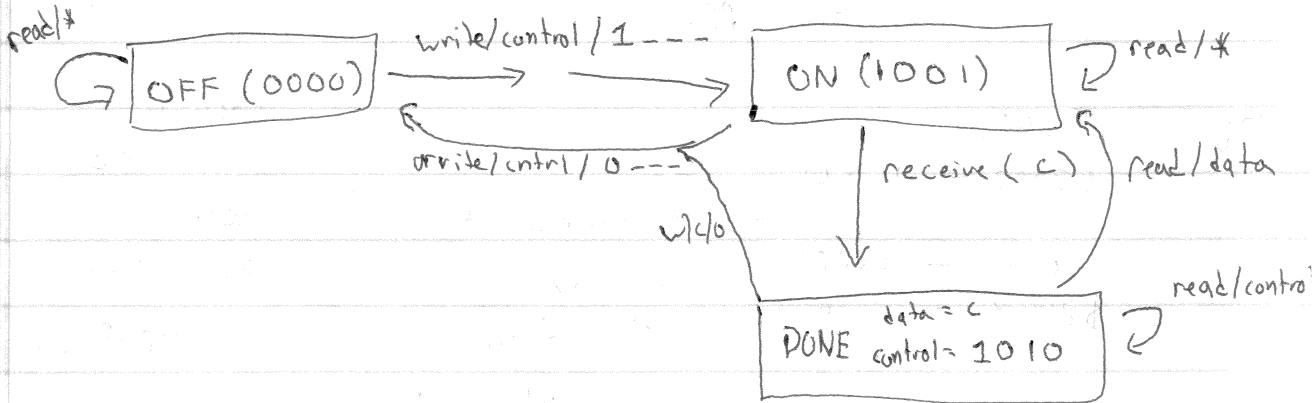 read/*
write/control/1---
OFF (0000)
ON (1001)
read/*
write/cntrl/0---
receive(c)
read/data
w/c/0
read/contro
DONE data = c
control = 1010